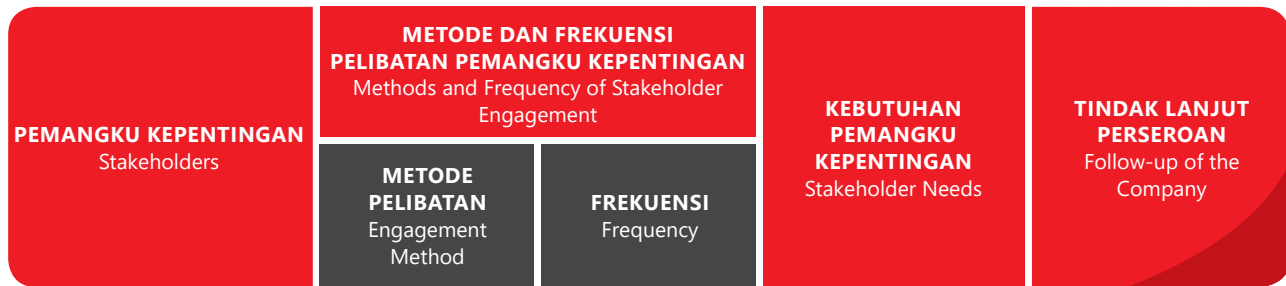 PEMANGKU KEPENTINGAN
Stakeholders
METODE DAN FREKUENSI
PELIBATAN PEMANGKU KEPENTINGAN
Methods and Frequency of Stakeholder
Engagement
METODE
PELIBATAN
Engagement
Method
FREKUENSI
Frequency
KEBUTUHAN
PEMANGKU
KEPENTINGAN
Stakeholder Needs
TINDAK LANJUT
PERSEROAN
Follow-up of the
Company